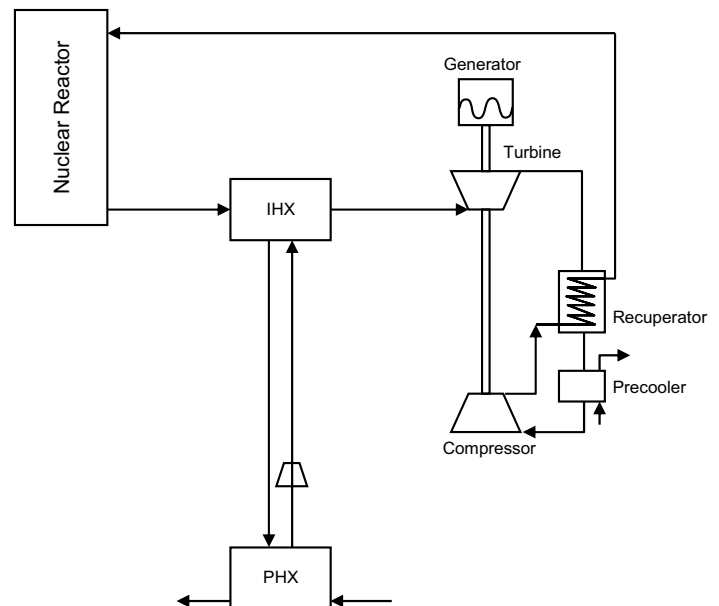 Nuclear Reactor
Generator
Turbine
IHX
Recuperator
Precooler
Compressor
PHX